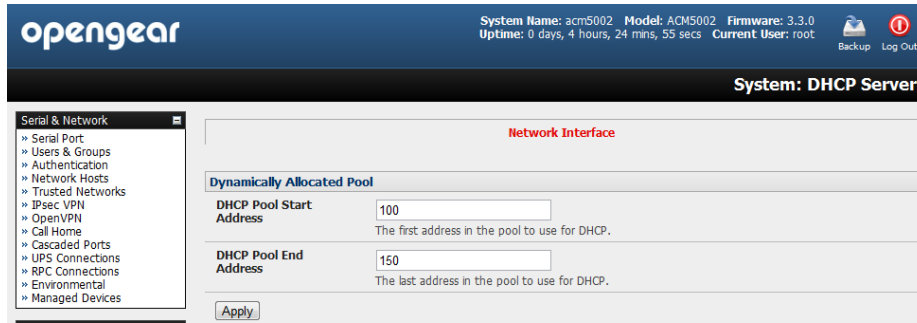 opengear
System Name: acm5002 Model: ACM5002 Firmware: 3.3.0
Uptime: 0 days, 4 hours, 24 mins, 55 secs Current User: root
Backup
Log Out
System: DHCP Server
Serial & Network
» Serial Port
» Users & Groups
» Authentication
» Network Hosts
» Trusted Networks
» IPsec VPN
» OpenVPN
» Call Home
» Cascaded Ports
» UPS Connections
» RPC Connections
» Environmental
» Managed Devices
Network Interface
Dynamically Allocated Pool
DHCP Pool Start
Address
100
The first address in the pool to use for DHCP.
DHCP Pool End
Address
150
The last address in the pool to use for DHCP.
Apply